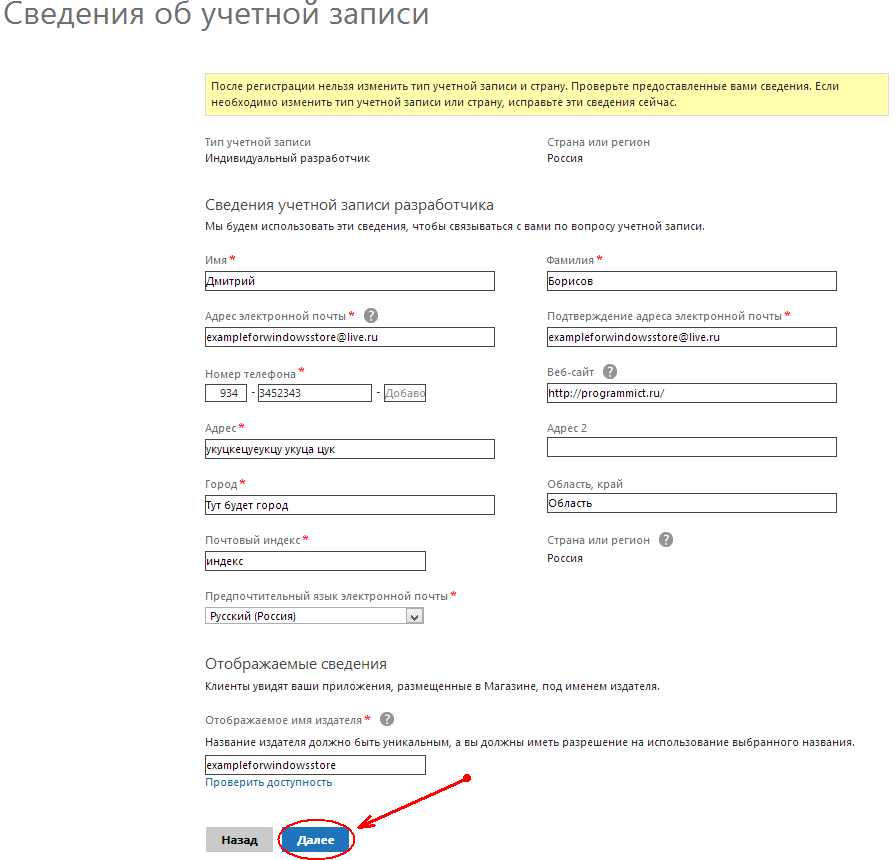 Сведения об учетной записи
После регистрации нельзя изменить тип учетной записи и страну. Проверьте предоставленные вами сведения. Если
необходимо изменить тип учетной записи или страну, исправьте эти сведения сейчас.
Тип учетной записи
Индивидуальный разработчик
Страна или регион
Россия
Сведения учетной записи разработчика
Мы будем использовать эти сведения, чтобы связываться с вами по вопросу учетной записи.
Имя *
Дмитрий
Фамилия *
Борисов
Адрес электронной почты * ?
exampleforwindowsstore@live.ru
Подтверждение адреса электронной почты *
exampleforwindowsstore@live.ru
Номер телефона *
934 - 3452343 - Добаво
Веб-сайт ?
http://programmict.ru/
Адрес *
укуцкецуеукцу укуца цук
Адрес 2
Город *
Тут будет город
Область, край
Область
Почтовый индекс *
индекс
Страна или регион ?
Россия
Предпочтительный язык электронной почты *
Русский (Россия)
Отображаемые сведения
Клиенты увидят ваши приложения, размещенные в Магазине, под именем издателя.
Отображаемое имя издателя * ?
Название издателя должно быть уникальным, а вы должны иметь разрешение на использование выбранного названия.
exampleforwindowsstore
Проверить доступность
Назад Далее